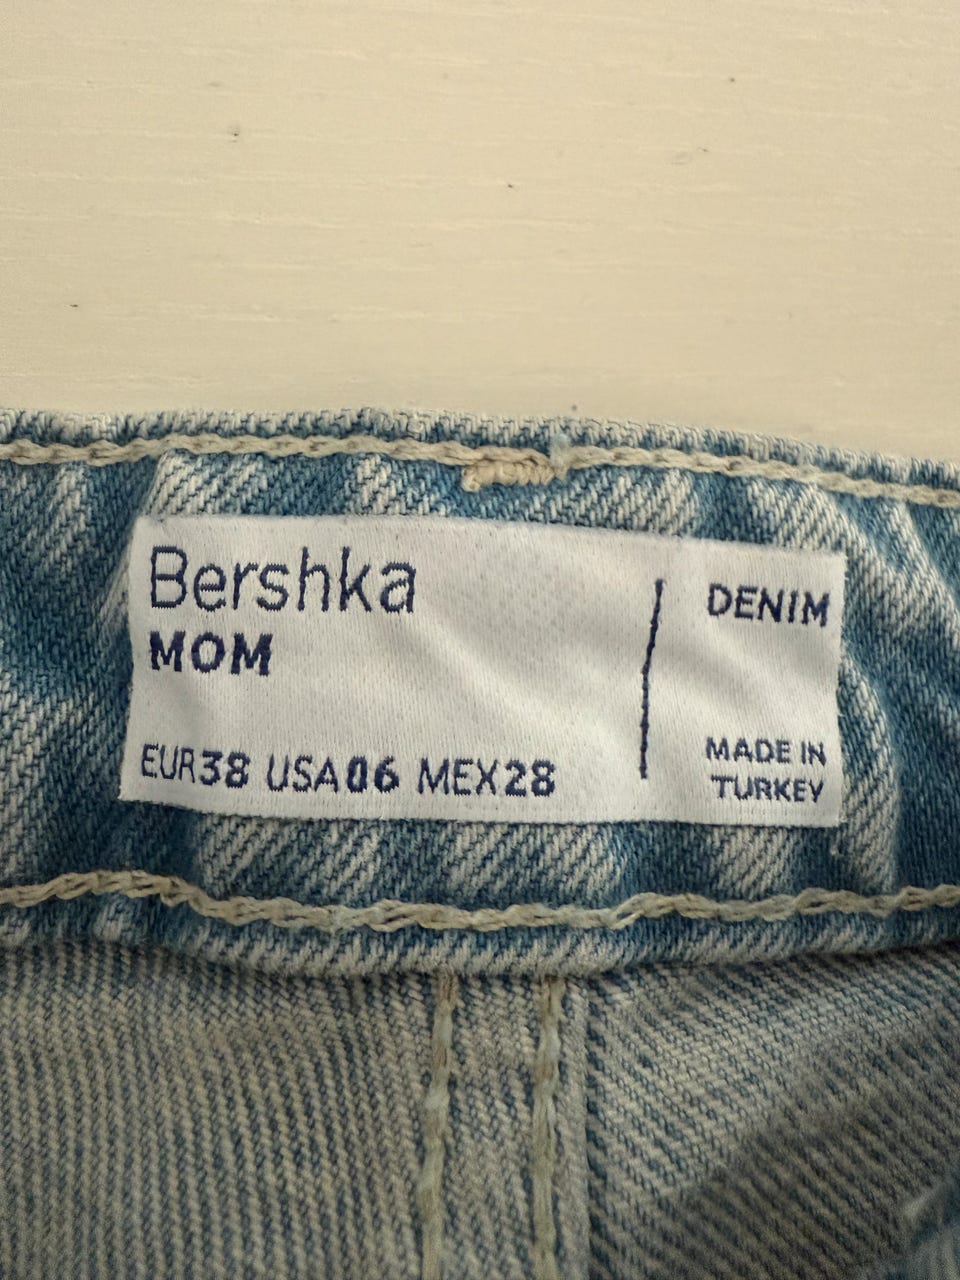 Bershka
MOM
EUR38 USA06 MEX28
DENIM
MADE IN
TURKEY